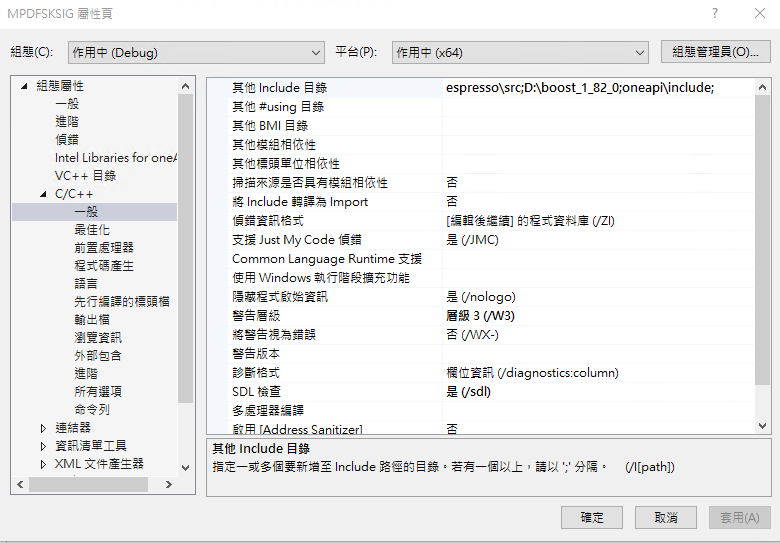 MPDFSKSIG 屬性頁
組態(C): 作用中 (Debug) 平台(P): 作用中 (x64) 組態管理員(O)...
組態屬性
一般
進階
偵錯
Intel Libraries for oneA
VC++ 目錄
C/C++
一般
最佳化
前置處理器
程式碼產生
語言
先行編譯的標頭檔
輸出檔
瀏覽資訊
外部包含
進階
所有選項
命令列
連結器
資訊清單工具
XML 文件產生器
其他 Include 目錄 espresso\src;D:\boost_1_82_0;oneapi\include;
其他 #using 目錄
其他 BMI 目錄
其他模組相依性
其他標頭單位相依性
掃描來源是否具有模組相依性 否
將 Include 轉譯為 Import 否
偵錯資訊格式 [編輯後繼續] 的程式資料庫 (/ZI)
支援 Just My Code 偵錯 是 (/JMC)
Common Language Runtime 支援
使用 Windows 執行階段擴充功能
隱藏程式啟始資訊 是 (/nologo)
警告層級 層級 3 (/W3)
將警告視為錯誤 否 (/WX-)
警告版本
診斷格式 欄位資訊 (/diagnostics:column)
SDL 檢查 是 (/sdl)
多處理器編譯
啟用 [Address Sanitizer] 否
其他 Include 目錄
指定一或多個要新增至 Include 路徑的目錄。若有一個以上，請以 ';' 分隔。 (/I[path])
確定 取消 套用(A)